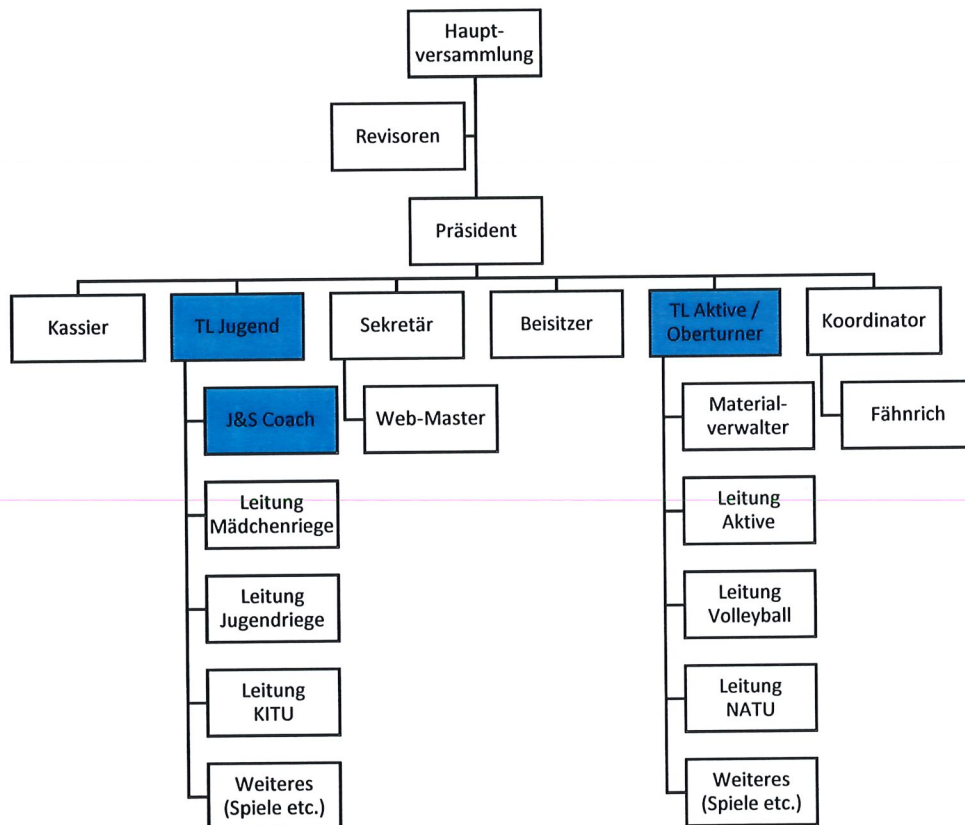 Haupt-
versammlung
Revisoren
Präsident
Kassier
TL Jugend
Sekretär
Beisitzer
TL Aktive /
Oberturner
Koordinator
J&S Coach
Web-Master
Material-
verwalter
Fähnrich
Leitung
Mädchenriege
Leitung
Aktive
Leitung
Jugendriege
Leitung
Volleyball
Leitung
KITU
Leitung
NATU
Weiteres
(Spiele etc.)
Weiteres
(Spiele etc.)